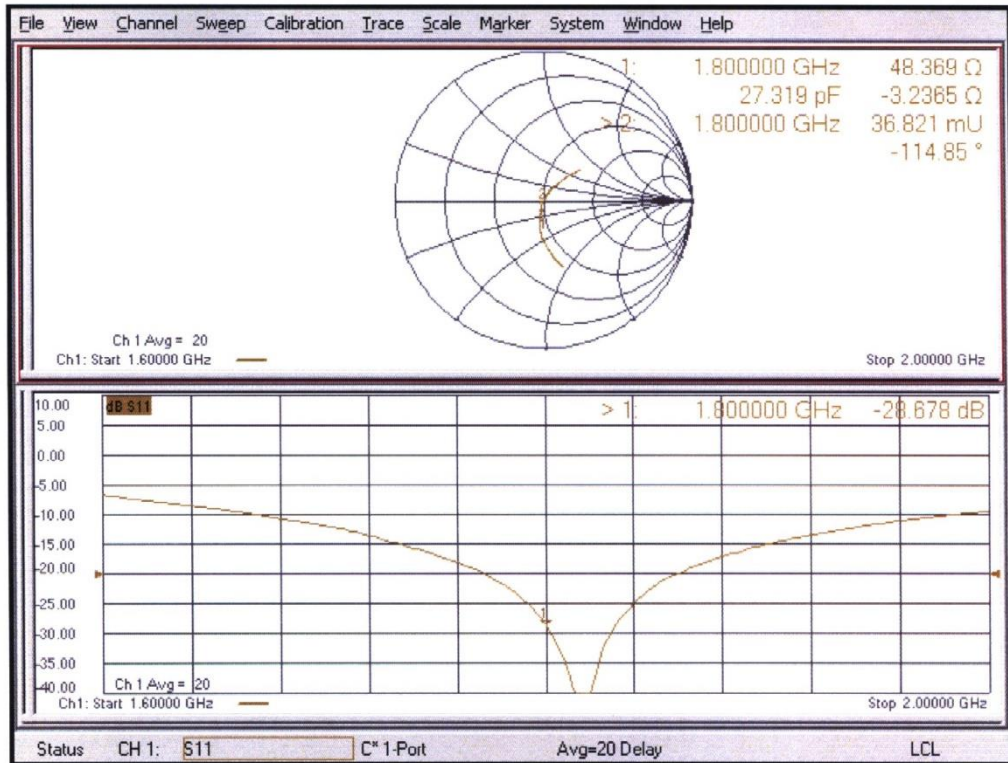 File View Channel Sweep Calibration Trace Scale Marker System Window Help
1: 1.800000 GHz 48.369 Ω
27.319 pF -3.2365 Ω
> 2: 1.800000 GHz 36.821 mU
-114.85 °
Ch 1 Avg = 20
Ch1: Start 1.60000 GHz Stop 2.00000 GHz
10.00 dB S11 > 1: 1.800000 GHz -28.678 dB
5.00
0.00
-5.00
-10.00
-15.00
-20.00
-25.00
1
-30.00
-35.00
-40.00 Ch 1 Avg = 20
Ch1: Start 1.60000 GHz Stop 2.00000 GHz
Status CH 1: S11 C* 1-Port Avg=20 Delay LCL